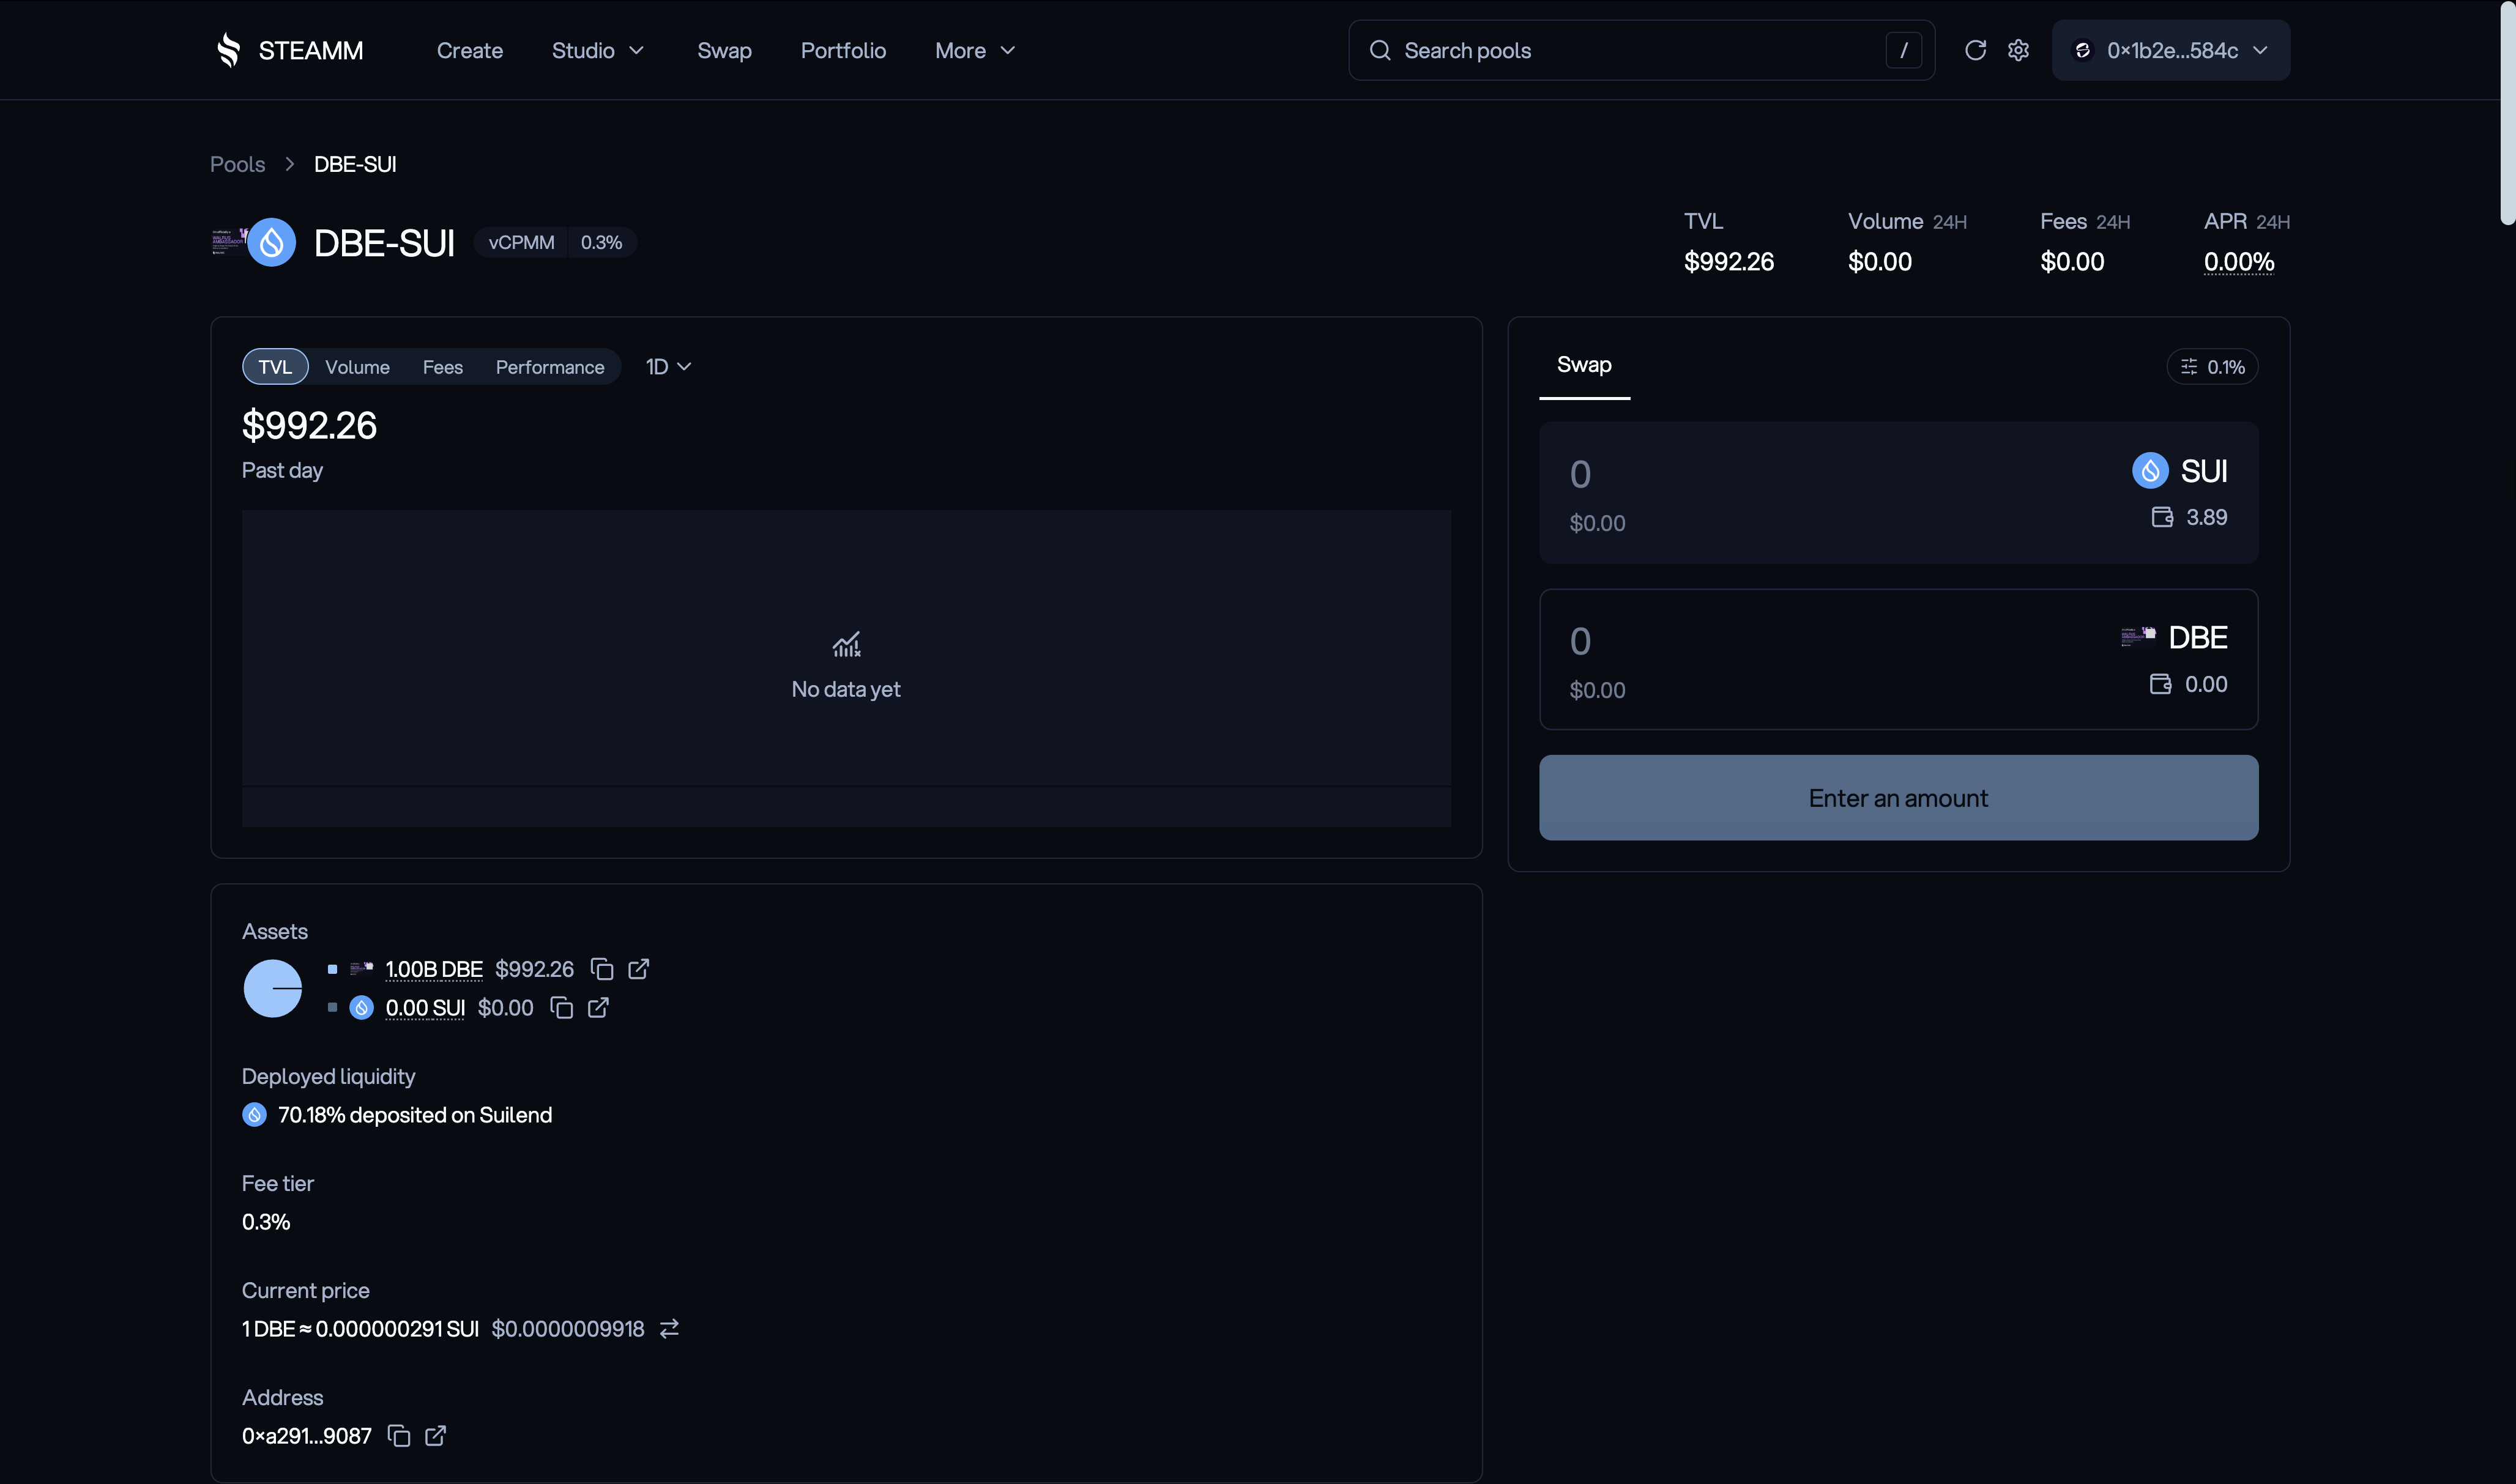 STEAMM Create Studio Swap Portfolio More Search pools / 0×1b2e...584c
Pools > DBE-SUI
DBE-SUI vCPMM 0.3%
TVL Volume 24H Fees 24H APR 24H
$992.26 $0.00 $0.00 0.00%
TVL Volume Fees Performance 1D
$992.26
Past day
No data yet
Swap 0.1%
0 SUI
$0.00 3.89
0 DBE
$0.00 0.00
Enter an amount
Assets
1.00B DBE $992.26
0.00 SUI $0.00
Deployed liquidity
70.18% deposited on Suilend
Fee tier
0.3%
Current price
1 DBE ≈ 0.000000291 SUI $0.0000009918
Address
0×a291...9087